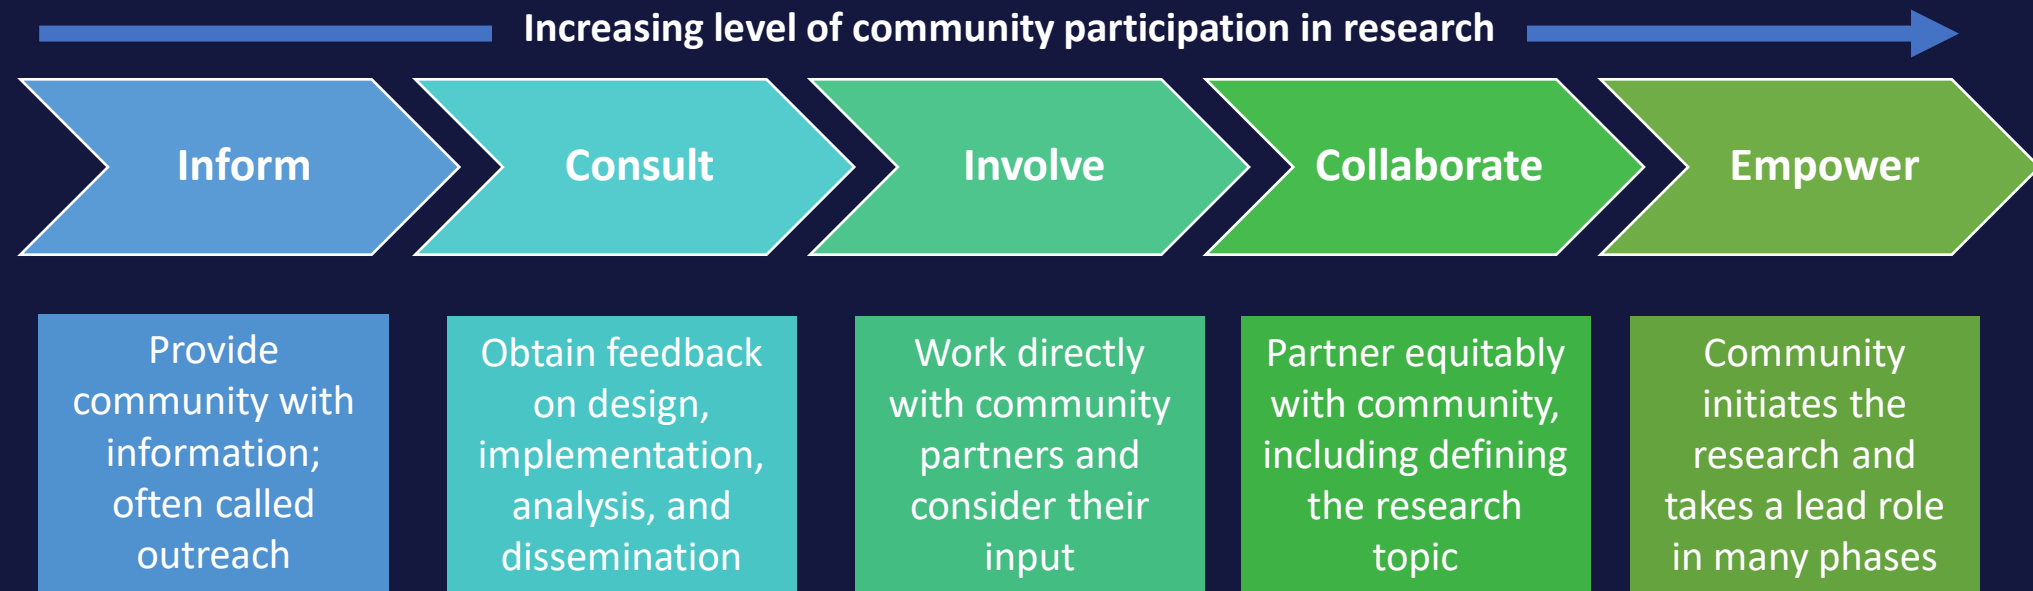 Increasing level of community participation in research
Inform
Consult
Involve
Collaborate
Empower
Provide
community with
information;
often called
outreach
Obtain feedback
on design,
implementation,
analysis, and
dissemination
Work directly
with community
partners and
consider their
input
Partner equitably
with community,
including defining
the research
topic
Community
initiates the
research and
takes a lead role
in many phases